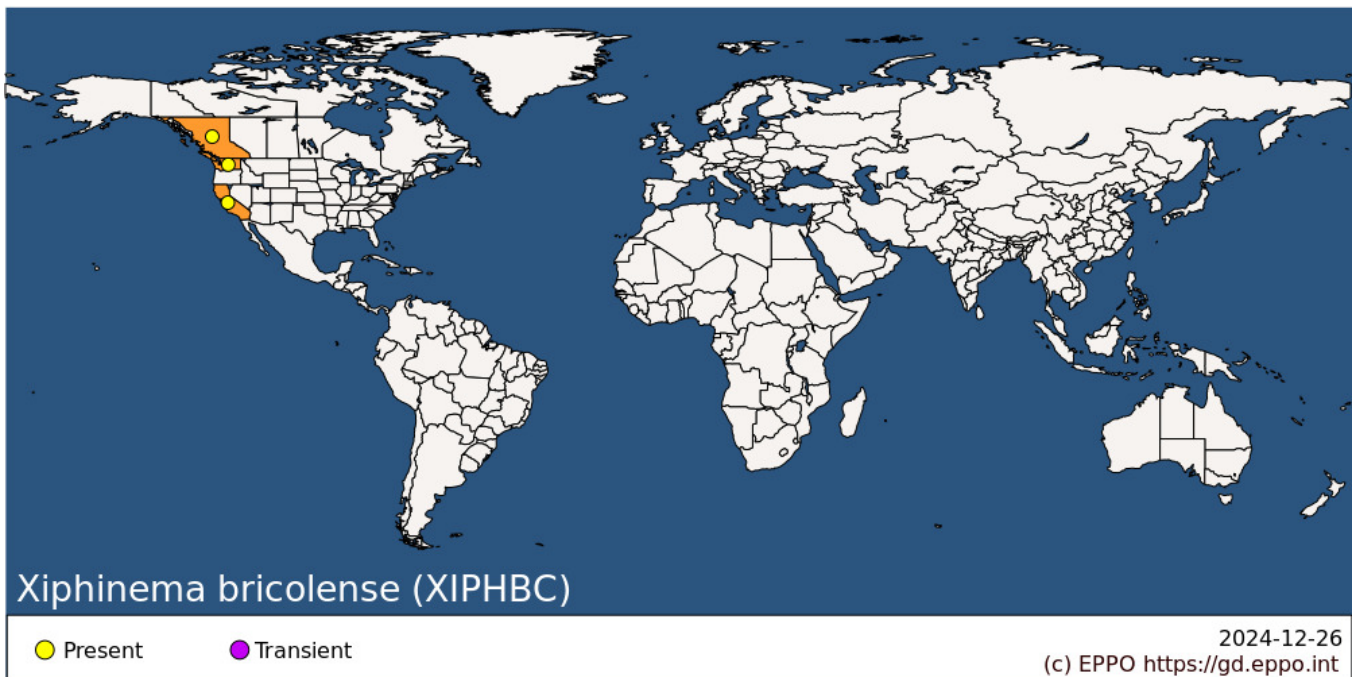 Xiphinema bricolense (XIPHBC)
Present
Transient
2024-12-26
(c) EPPO https://gd.eppo.int